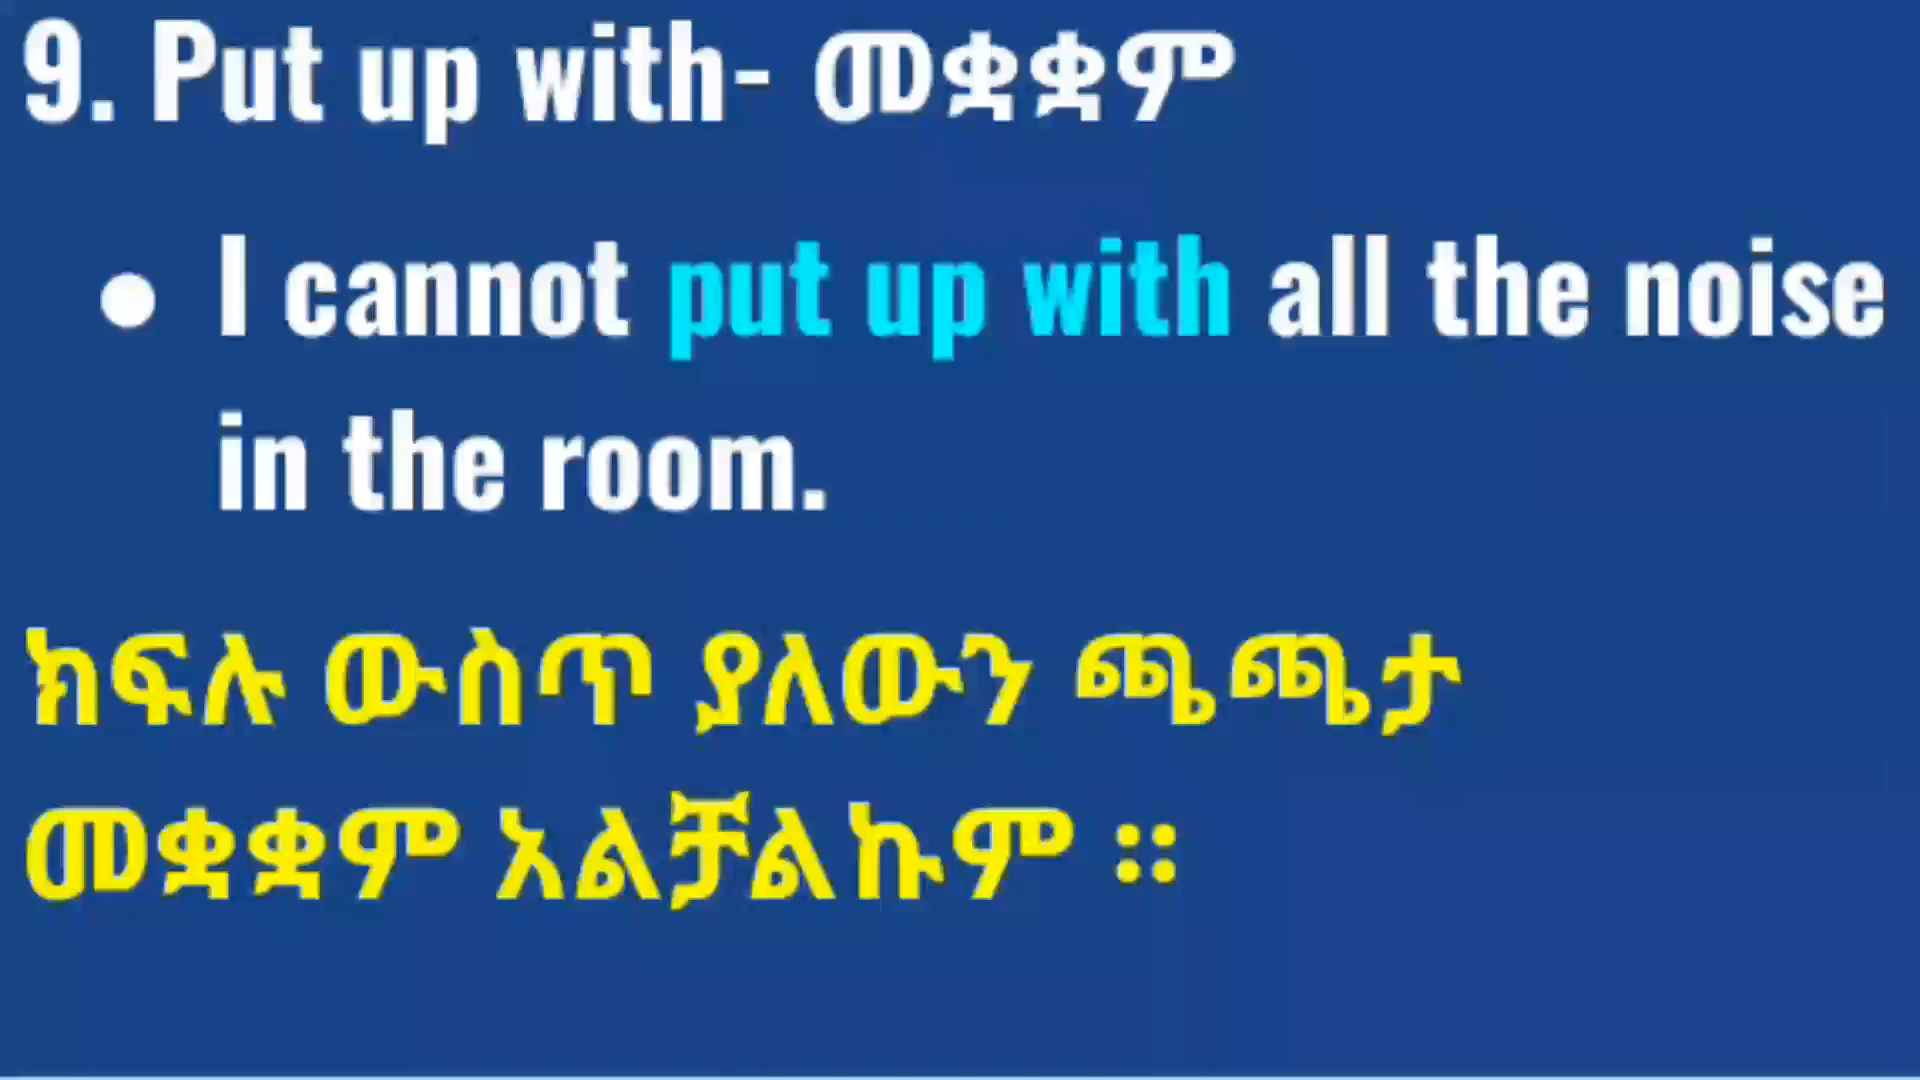 9. Put up with- መቋቋም
● I cannot put up with all the noise
in the room.
ክፍሉ ውስጥ ያለውን ጫጫታ
መቋቋም አልቻልኩም ።